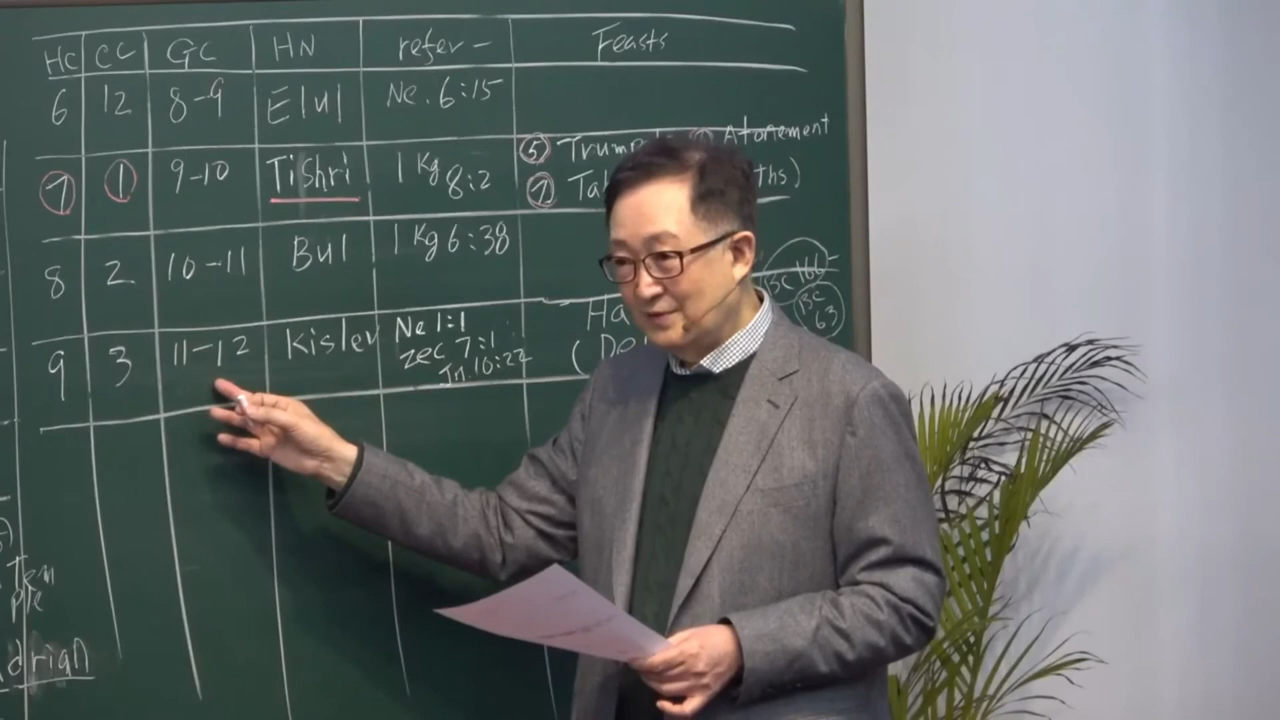 HC CC GC HN refer- Feasts
6 12 8-9 Elul Ne. 6:15
⑦ ① 9-10 Tishri 1 Kg 8:2 ⑤ Trump Atonement
⑦ Ta ths)
8 2 10-11 Bul 1 Kg 6:38
9 3 11-12 Kislev Ne 1:1 Ha BC 166
Zec 7:1 (De BC 63
Jn. 10:22
Tem
ple
drian